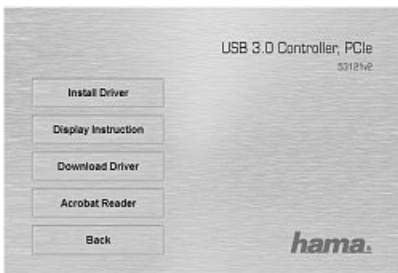 USB 3.0 Controller, PCIe
53121v2
Install Driver
Display Instruction
Download Driver
Acrobat Reader
Back
hama.